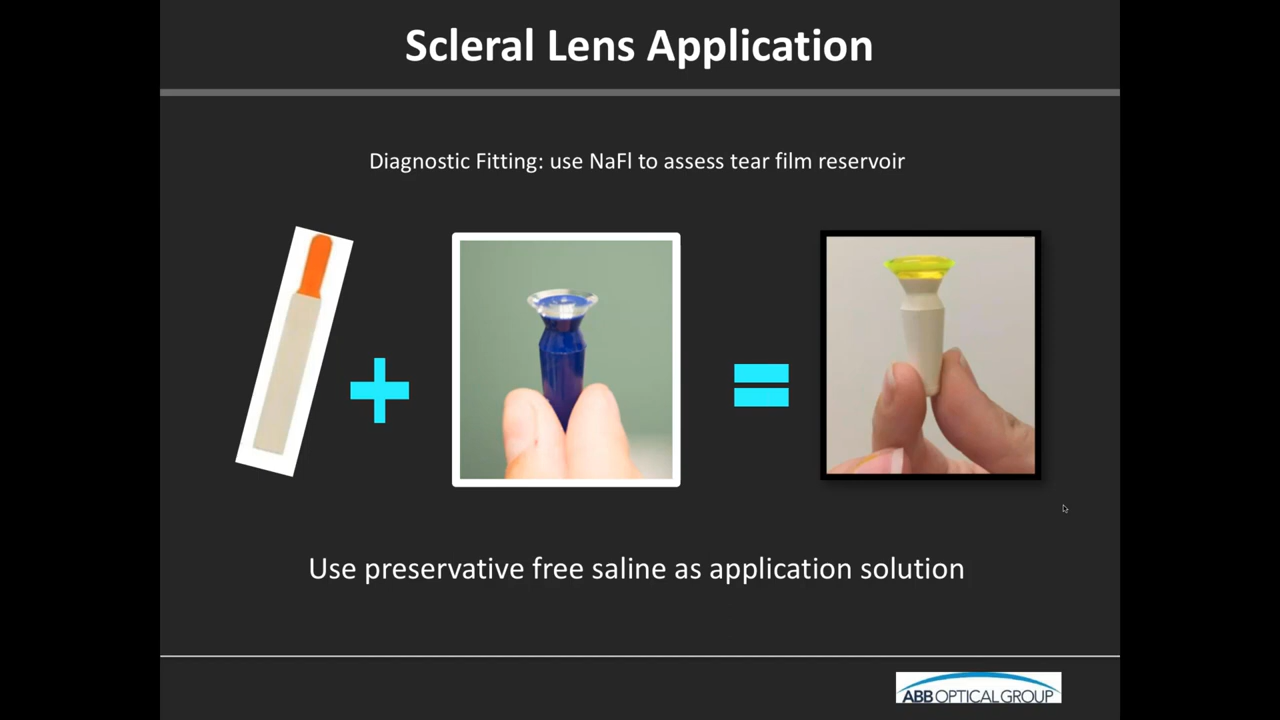 Scleral Lens Application
Diagnostic Fitting: use NaFl to assess tear film reservoir
Use preservative free saline as application solution
ABB OPTICAL GROUP